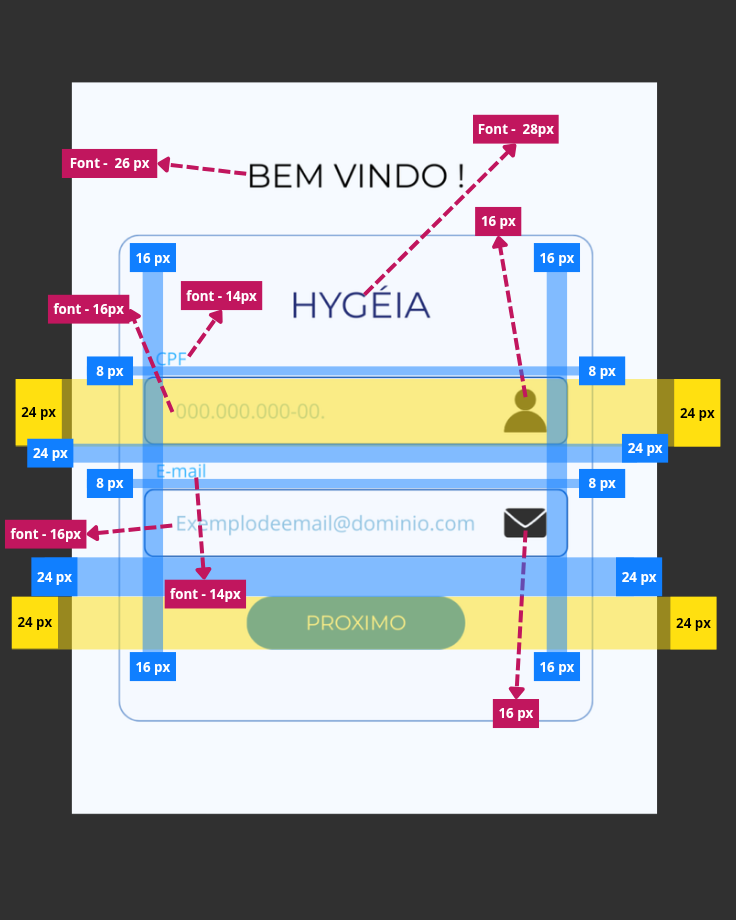 Font -  28px
Font -  26 px
BEM VINDO !
16 px
16 px
16 px
HYGÉIA
font - 14px
font - 16px
CPF
8 px
8 px
24 px
000.000.000-00.
24 px
24 px
24 px
E-mail
8 px
8 px
Exemplodeemail@dominio.com
font - 16px
24 px
24 px
font - 14px
24 px
PROXIMO
24 px
16 px
16 px
16 px